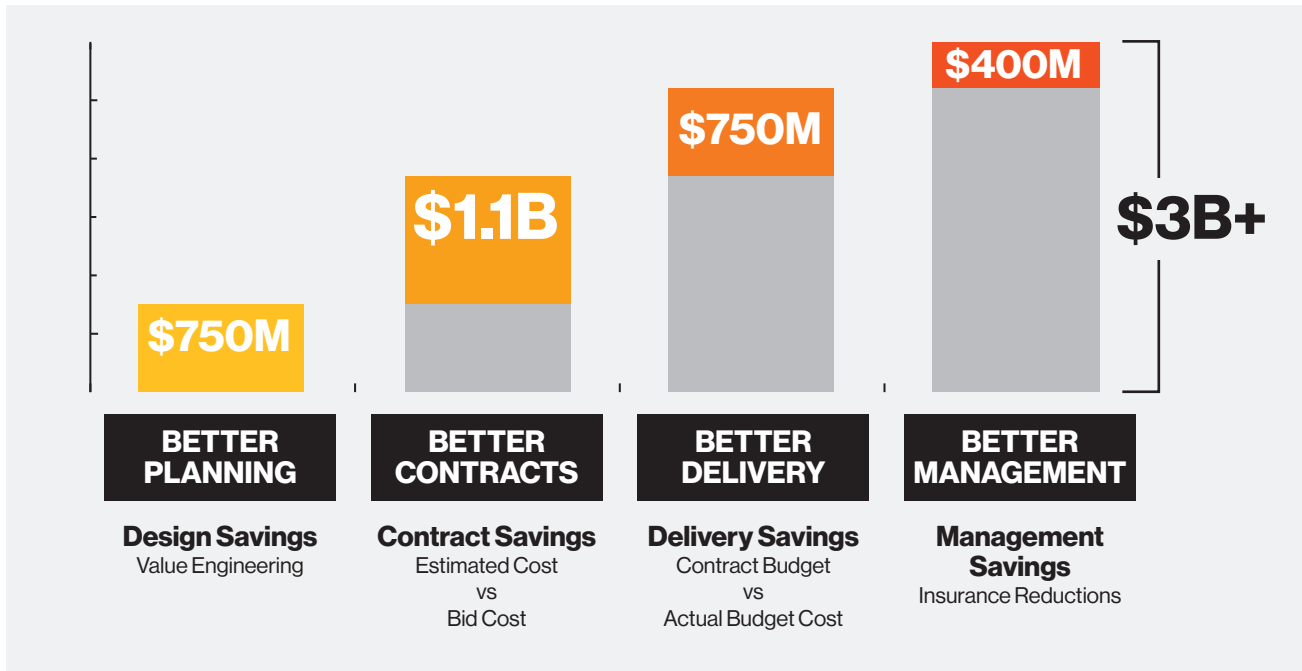 $750M
$1.1B
$750M
$400M
$3B+
BETTER
PLANNING
Design Savings
Value Engineering
BETTER
CONTRACTS
Contract Savings
Estimated Cost
vs
Bid Cost
BETTER
DELIVERY
Delivery Savings
Contract Budget
vs
Actual Budget Cost
BETTER
MANAGEMENT
Management
Savings
Insurance Reductions